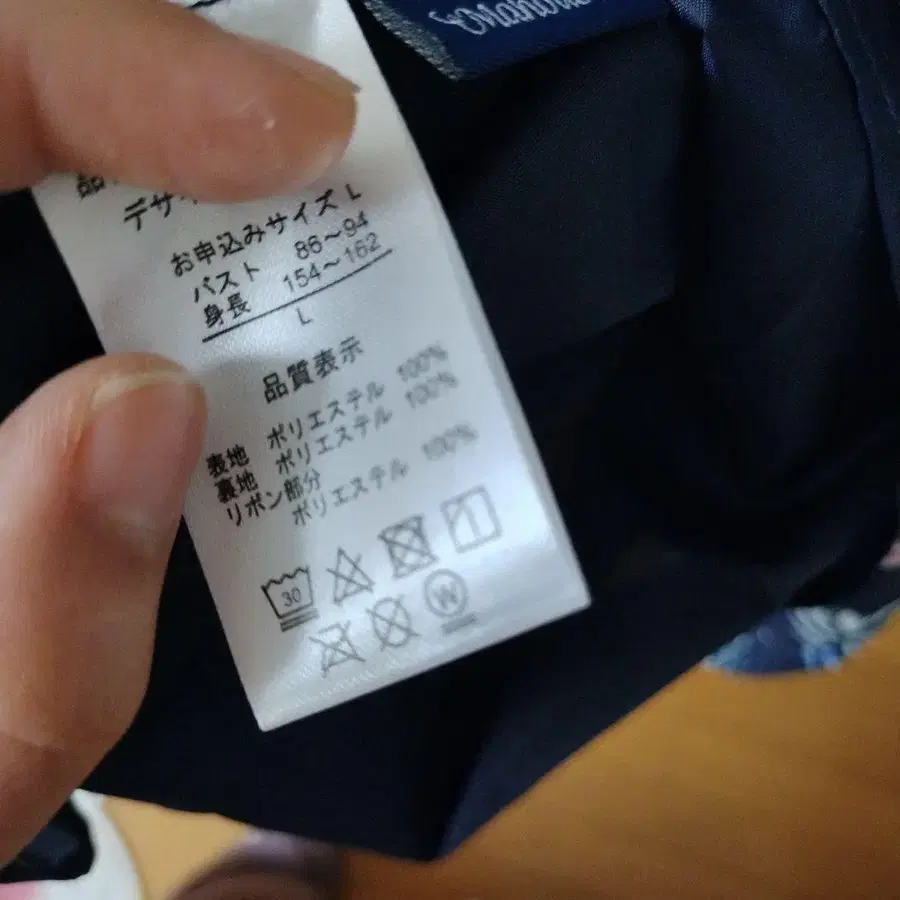 デザ
お申込みサイズ L
バスト 86～94
身長 154～162
L
品質表示
表地 ポリエステル 100%
裏地 ポリエステル 100%
リボン部分
ポリエステル 100%
30
W